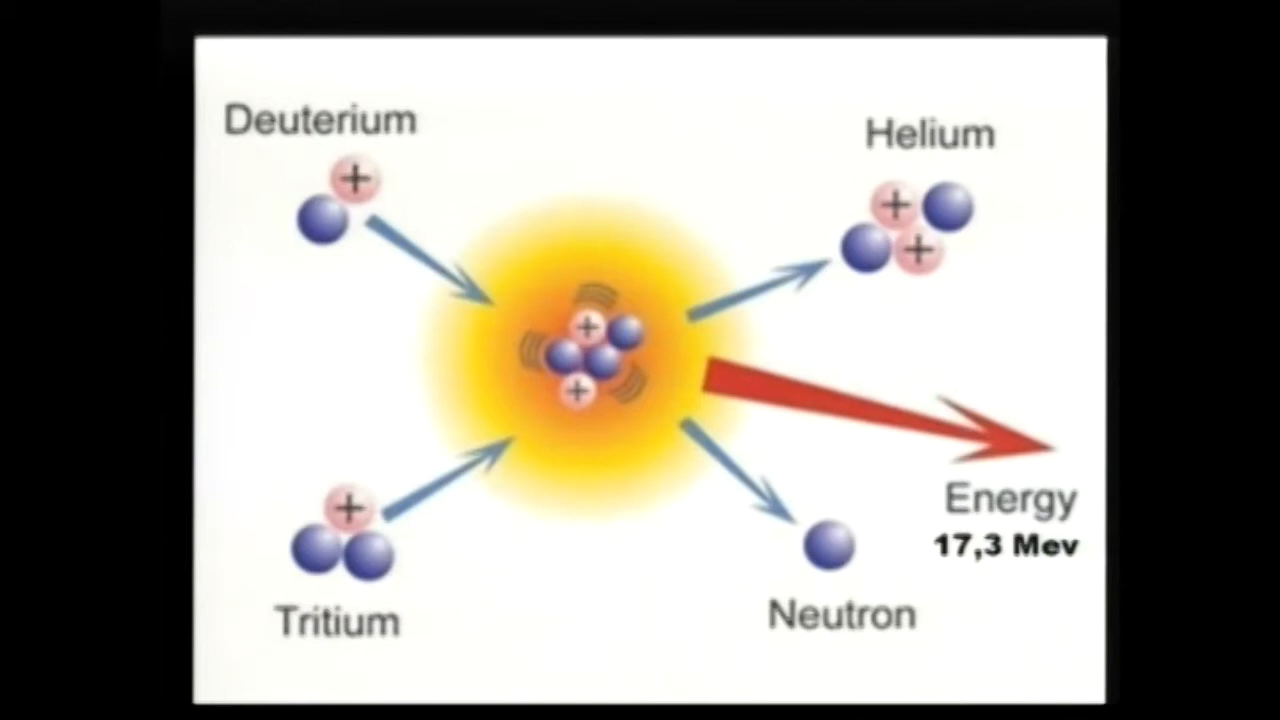 Deuterium
+
Helium
+
+
+
+
Energy
17,3 Mev
+
Tritium
Neutron